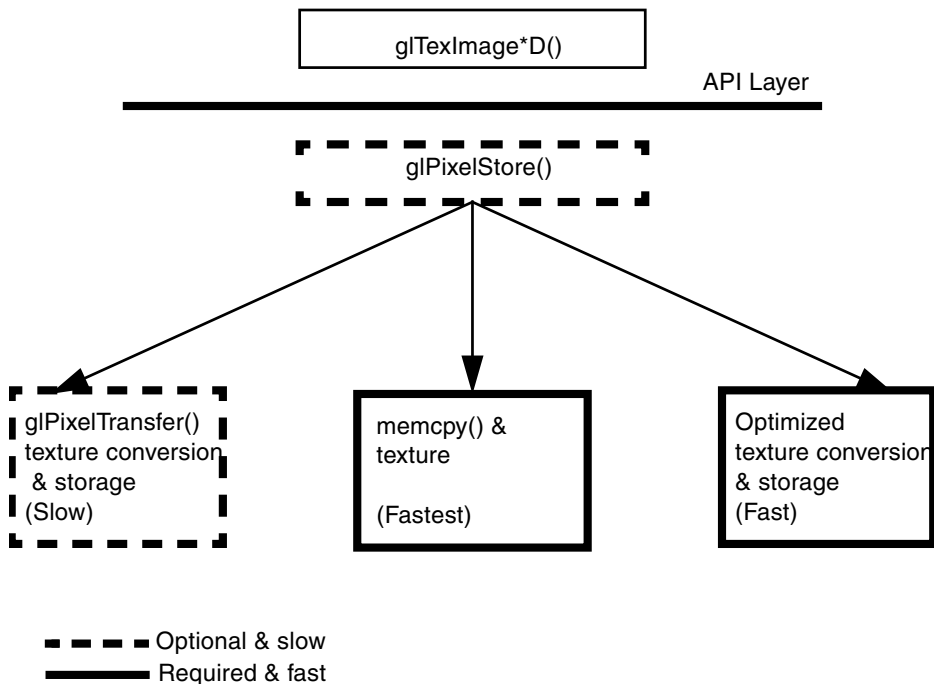 glTexImage*D()
API Layer
glPixelStore()
glPixelTransfer()
texture conversion
& storage
(Slow)
memcpy() &
texture
(Fastest)
Optimized
texture conversion
& storage
(Fast)
Optional & slow
Required & fast